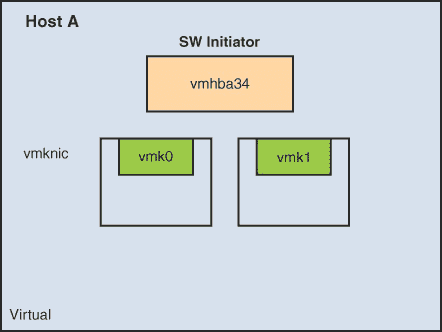 Host A
SW Initiator
vmhba34
vmknic
vmk0
vmk1
Virtual